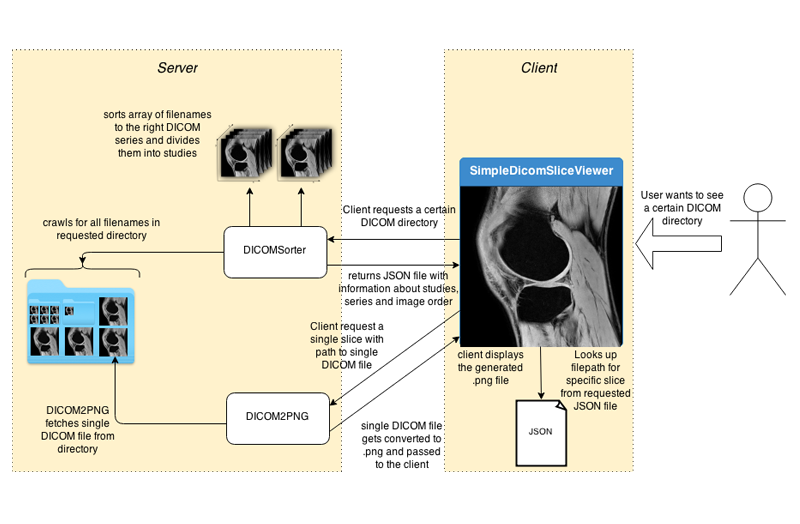 Server
Client
sorts array of filenames
to the right DICOM
series and divides
them into studies
SimpleDicomSliceViewer
User wants to see
a certain DICOM
directory
Client requests a certain
DICOM directory
crawls for all filenames in
requested directory
DICOMSorter
returns JSON file with
information about studies,
series and image order
Client request a
single slice with
path to single
DICOM file
client displays
the generated
.png file
Looks up
filepath for
specific slice
from requested
JSON file
DICOM2PNG
fetches single
DICOM file from
directory
DICOM2PNG
single DICOM file
gets converted to
.png and passed
to the client
JSON